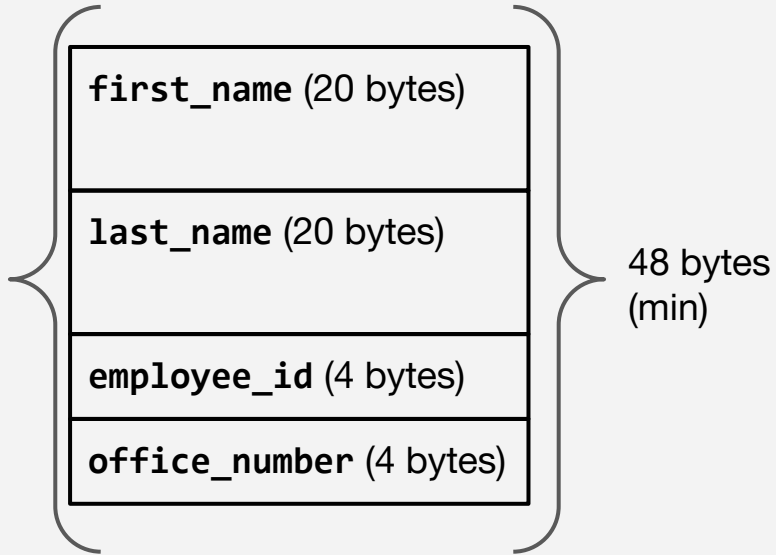 first_name (20 bytes)
last_name (20 bytes)
employee_id (4 bytes)
office_number (4 bytes)
48 bytes
(min)